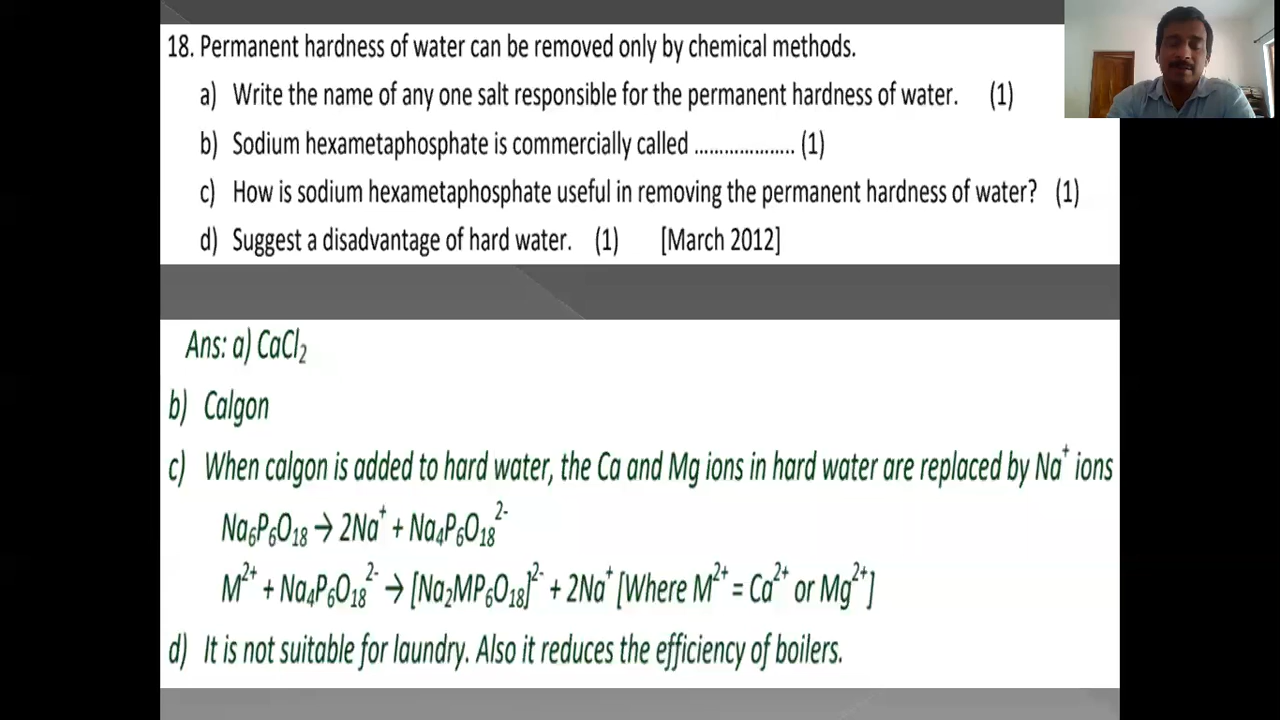 18. Permanent hardness of water can be removed only by chemical methods.
a) Write the name of any one salt responsible for the permanent hardness of water. (1)
b) Sodium hexametaphosphate is commercially called ................... (1)
c) How is sodium hexametaphosphate useful in removing the permanent hardness of water? (1)
d) Suggest a disadvantage of hard water. (1) [March 2012]
Ans: a) CaCl₂
b) Calgon
c) When calgon is added to hard water, the Ca and Mg ions in hard water are replaced by Na⁺ ions
Na₆P₆O₁₈ → 2Na⁺ + Na₄P₆O₁₈²⁻
M²⁺ + Na₄P₆O₁₈²⁻ → [Na₂MP₆O₁₈]²⁻ + 2Na⁺ [Where M²⁺ = Ca²⁺ or Mg²⁺]
d) It is not suitable for laundry. Also it reduces the efficiency of boilers.